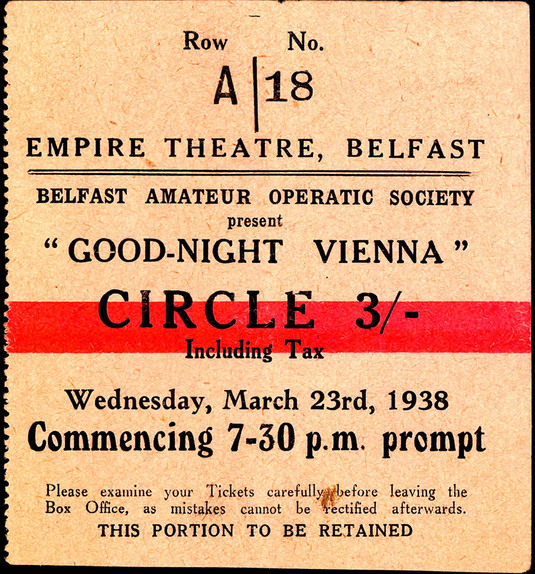 Row No.
A 18
EMPIRE THEATRE, BELFAST
BELFAST AMATEUR OPERATIC SOCIETY
present
“GOOD-NIGHT VIENNA”
CIRCLE 3/-
Including Tax
Wednesday, March 23rd, 1938
Commencing 7-30 p.m. prompt
Please examine your Tickets carefully before leaving the
Box Office, as mistakes cannot be rectified afterwards.
THIS PORTION TO BE RETAINED